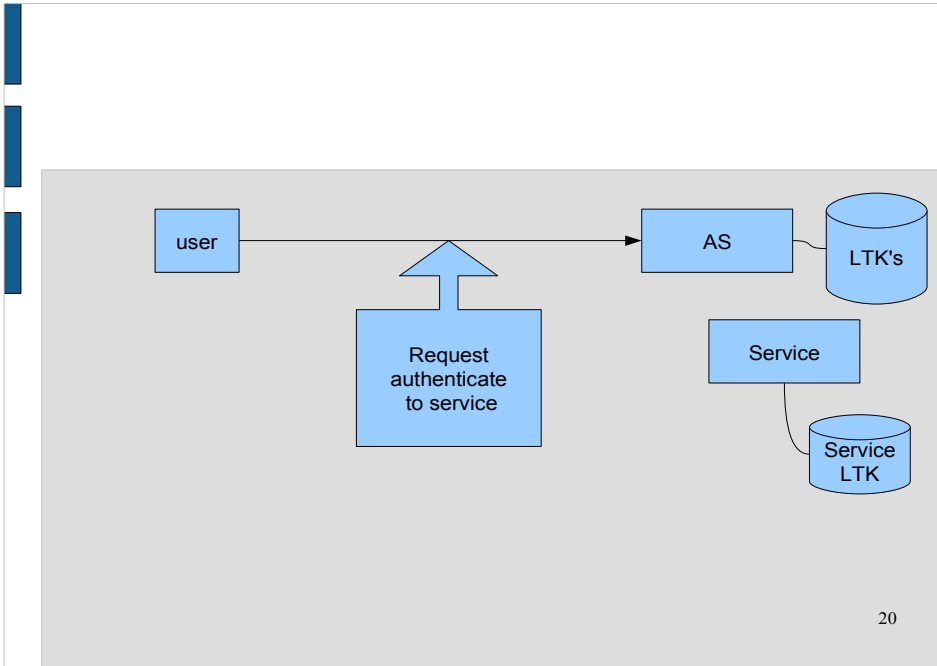 user
AS
LTK's
Request
authenticate
to service
Service
Service
LTK
20